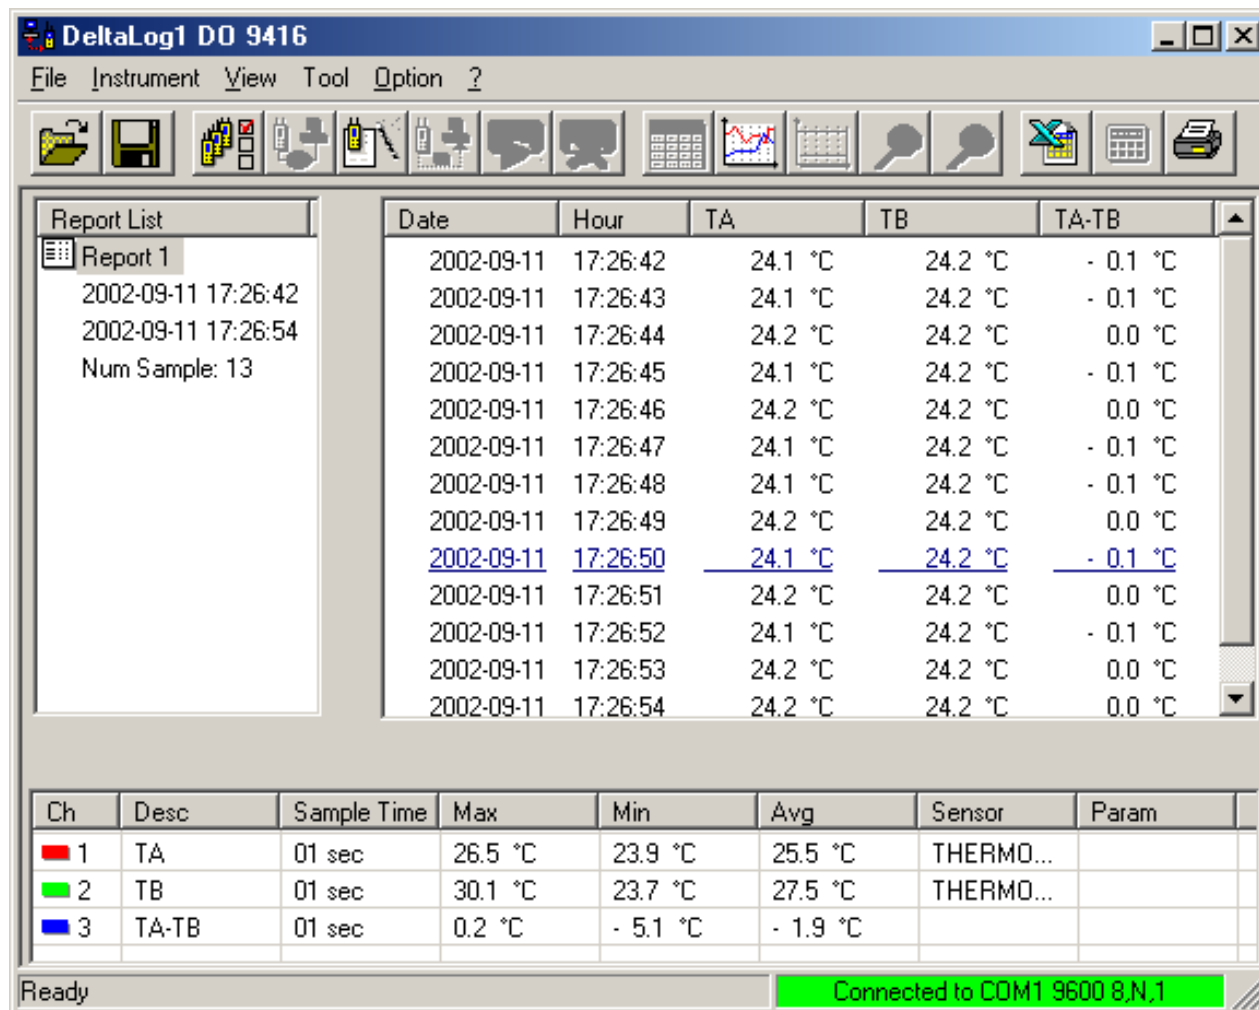 DeltaLog1 DO 9416
File Instrument View Tool Option ?
Report List
Report 1
2002-09-11 17:26:42
2002-09-11 17:26:54
Num Sample: 13
Date Hour TA TB TA-TB
2002-09-11 17:26:42 24.1 °C 24.2 °C - 0.1 °C
2002-09-11 17:26:43 24.1 °C 24.2 °C - 0.1 °C
2002-09-11 17:26:44 24.2 °C 24.2 °C 0.0 °C
2002-09-11 17:26:45 24.1 °C 24.2 °C - 0.1 °C
2002-09-11 17:26:46 24.2 °C 24.2 °C 0.0 °C
2002-09-11 17:26:47 24.1 °C 24.2 °C - 0.1 °C
2002-09-11 17:26:48 24.1 °C 24.2 °C - 0.1 °C
2002-09-11 17:26:49 24.2 °C 24.2 °C 0.0 °C
2002-09-11 17:26:50 24.1 °C 24.2 °C - 0.1 °C
2002-09-11 17:26:51 24.2 °C 24.2 °C 0.0 °C
2002-09-11 17:26:52 24.1 °C 24.2 °C - 0.1 °C
2002-09-11 17:26:53 24.2 °C 24.2 °C 0.0 °C
2002-09-11 17:26:54 24.2 °C 24.2 °C 0.0 °C
Ch Desc Sample Time Max Min Avg Sensor Param
1 TA 01 sec 26.5 °C 23.9 °C 25.5 °C THERMO...
2 TB 01 sec 30.1 °C 23.7 °C 27.5 °C THERMO...
3 TA-TB 01 sec 0.2 °C - 5.1 °C - 1.9 °C
Ready Connected to COM1 9600 8,N,1